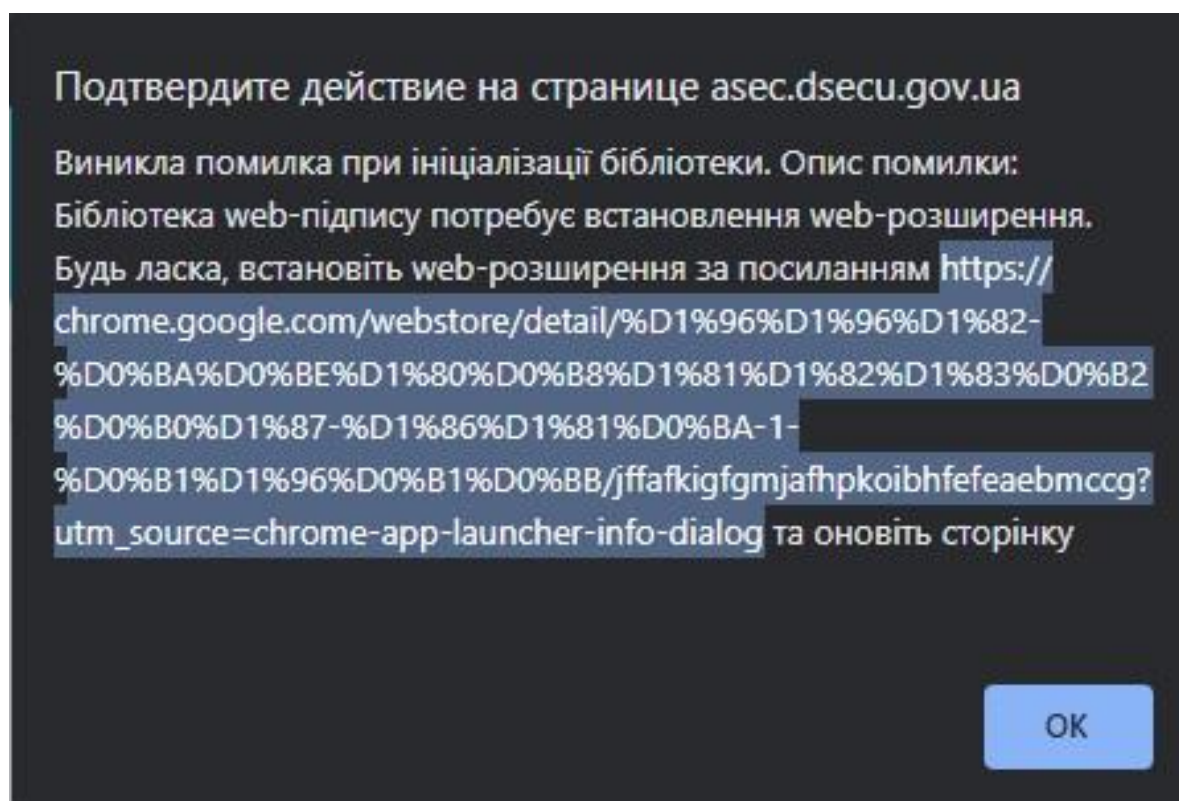 Подтвердите действие на странице asec.dsecu.gov.ua
Виникла помилка при ініціалізації бібліотеки. Опис помилки:
Бібліотека web-підпису потребує встановлення web-розширення.
Будь ласка, встановіть web-розширення за посиланням https://
chrome.google.com/webstore/detail/%D1%96%D1%96%D1%82-
%D0%BA%D0%BE%D1%80%D0%B8%D1%81%D1%82%D1%83%D0%B2
%D0%B0%D1%87-%D1%86%D1%81%D0%BA-1-
%D0%B1%D1%96%D0%B1%D0%BB/jffafkigfgmjafhpkoibhfefeaebmccg?
utm_source=chrome-app-launcher-info-dialog та оновіть сторінку
ОК